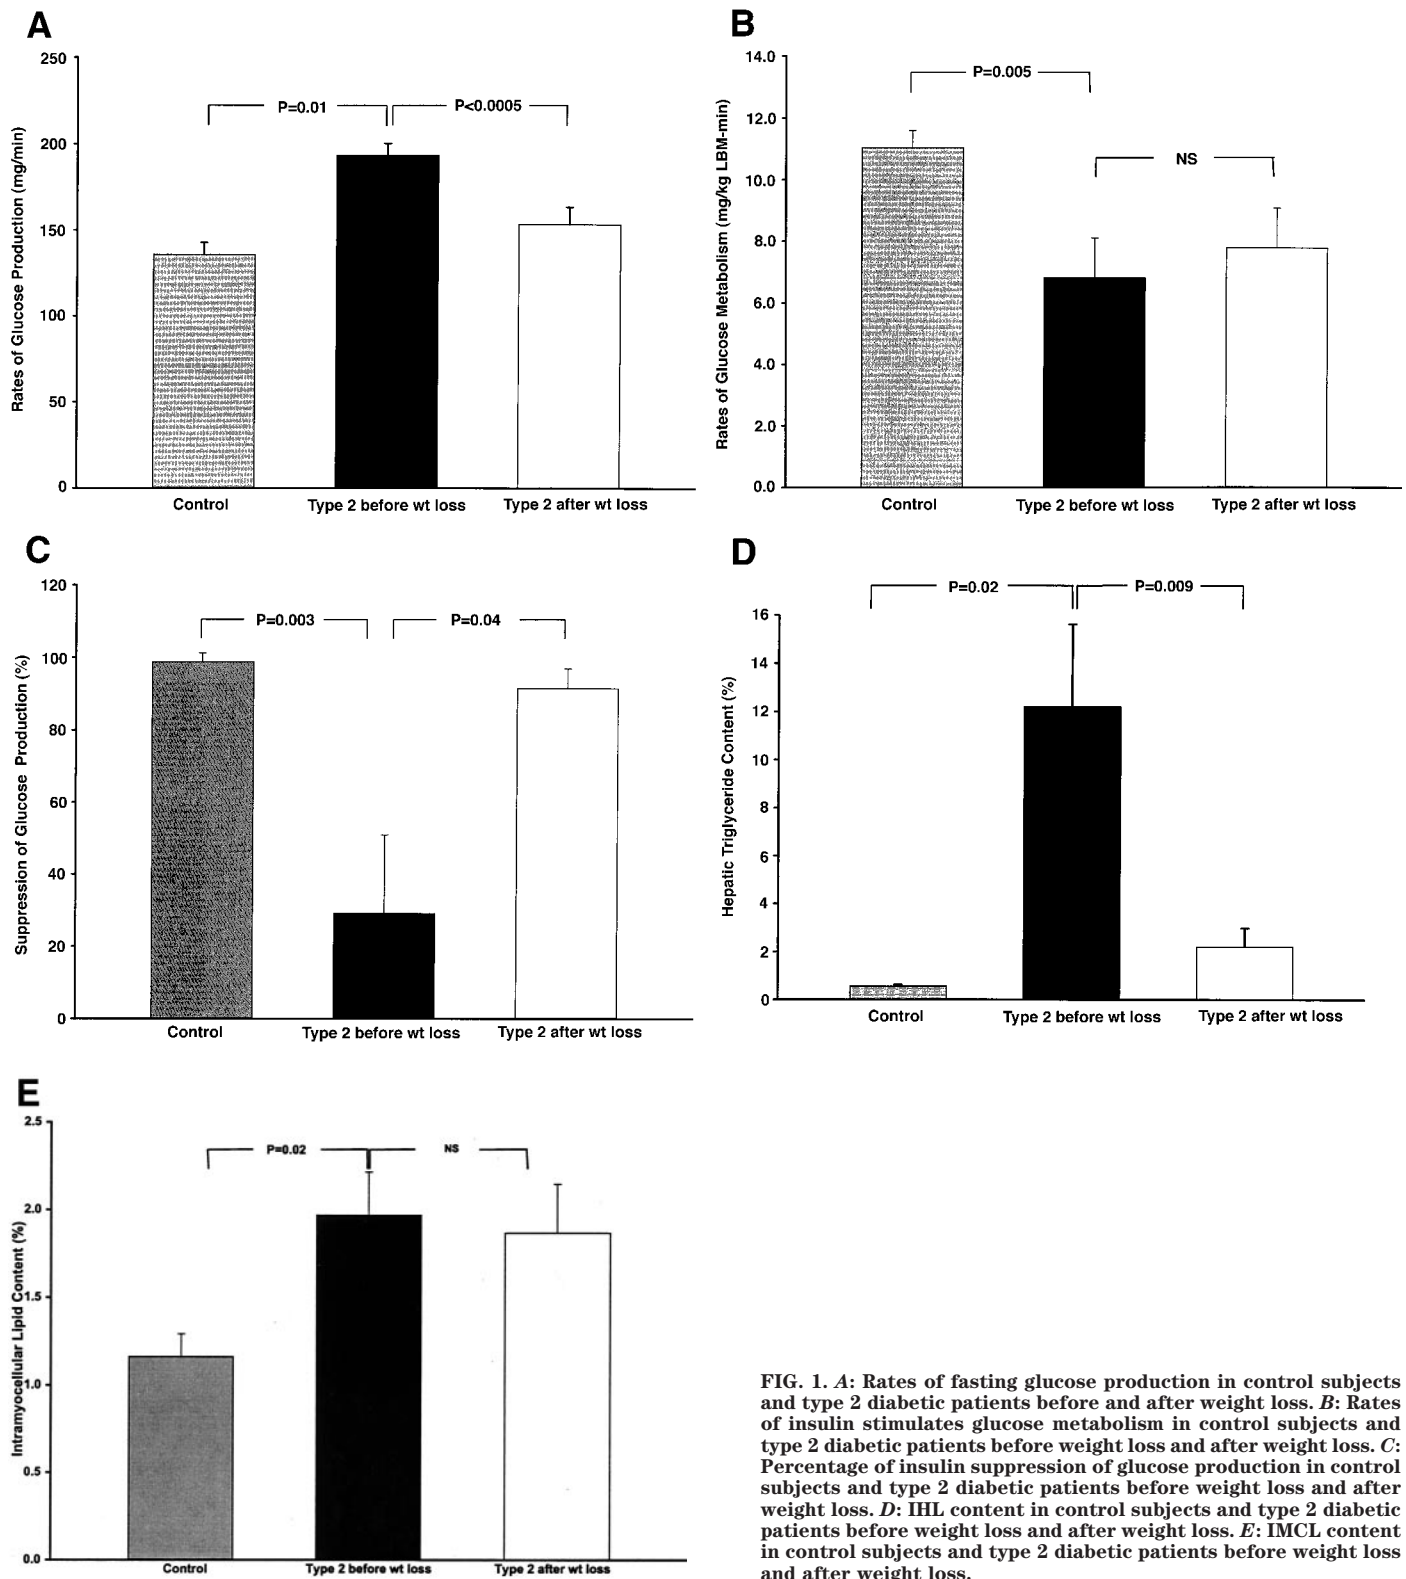 A
250
200
150
100
50
0
Rates of Glucose Production (mg/min)
P=0.01
P<0.0005
Control
Type 2 before wt loss
Type 2 after wt loss
B
14.0
12.0
10.0
8.0
6.0
4.0
2.0
0.0
Rates of Glucose Metabolism (mg/kg LBM-min)
P=0.005
NS
Control
Type 2 before wt loss
Type 2 after wt loss
C
120
100
80
60
40
20
0
Suppression of Glucose Production (%)
P=0.003
P=0.04
Control
Type 2 before wt loss
Type 2 after wt loss
D
16
14
12
10
8
6
4
2
0
Hepatic Triglyceride Content (%)
P=0.02
P=0.009
Control
Type 2 before wt loss
Type 2 after wt loss
E
2.5
2.0
1.5
1.0
0.5
0.0
Intramyocellular Lipid Content (%)
P=0.02
NS
Control
Type 2 before wt loss
Type 2 after wt loss
FIG. 1. A: Rates of fasting glucose production in control subjects
and type 2 diabetic patients before and after weight loss. B: Rates
of insulin stimulates glucose metabolism in control subjects and
type 2 diabetic patients before weight loss and after weight loss. C:
Percentage of insulin suppression of glucose production in control
subjects and type 2 diabetic patients before weight loss and after
weight loss. D: IHL content in control subjects and type 2 diabetic
patients before weight loss and after weight loss. E: IMCL content
in control subjects and type 2 diabetic patients before weight loss
and after weight loss.